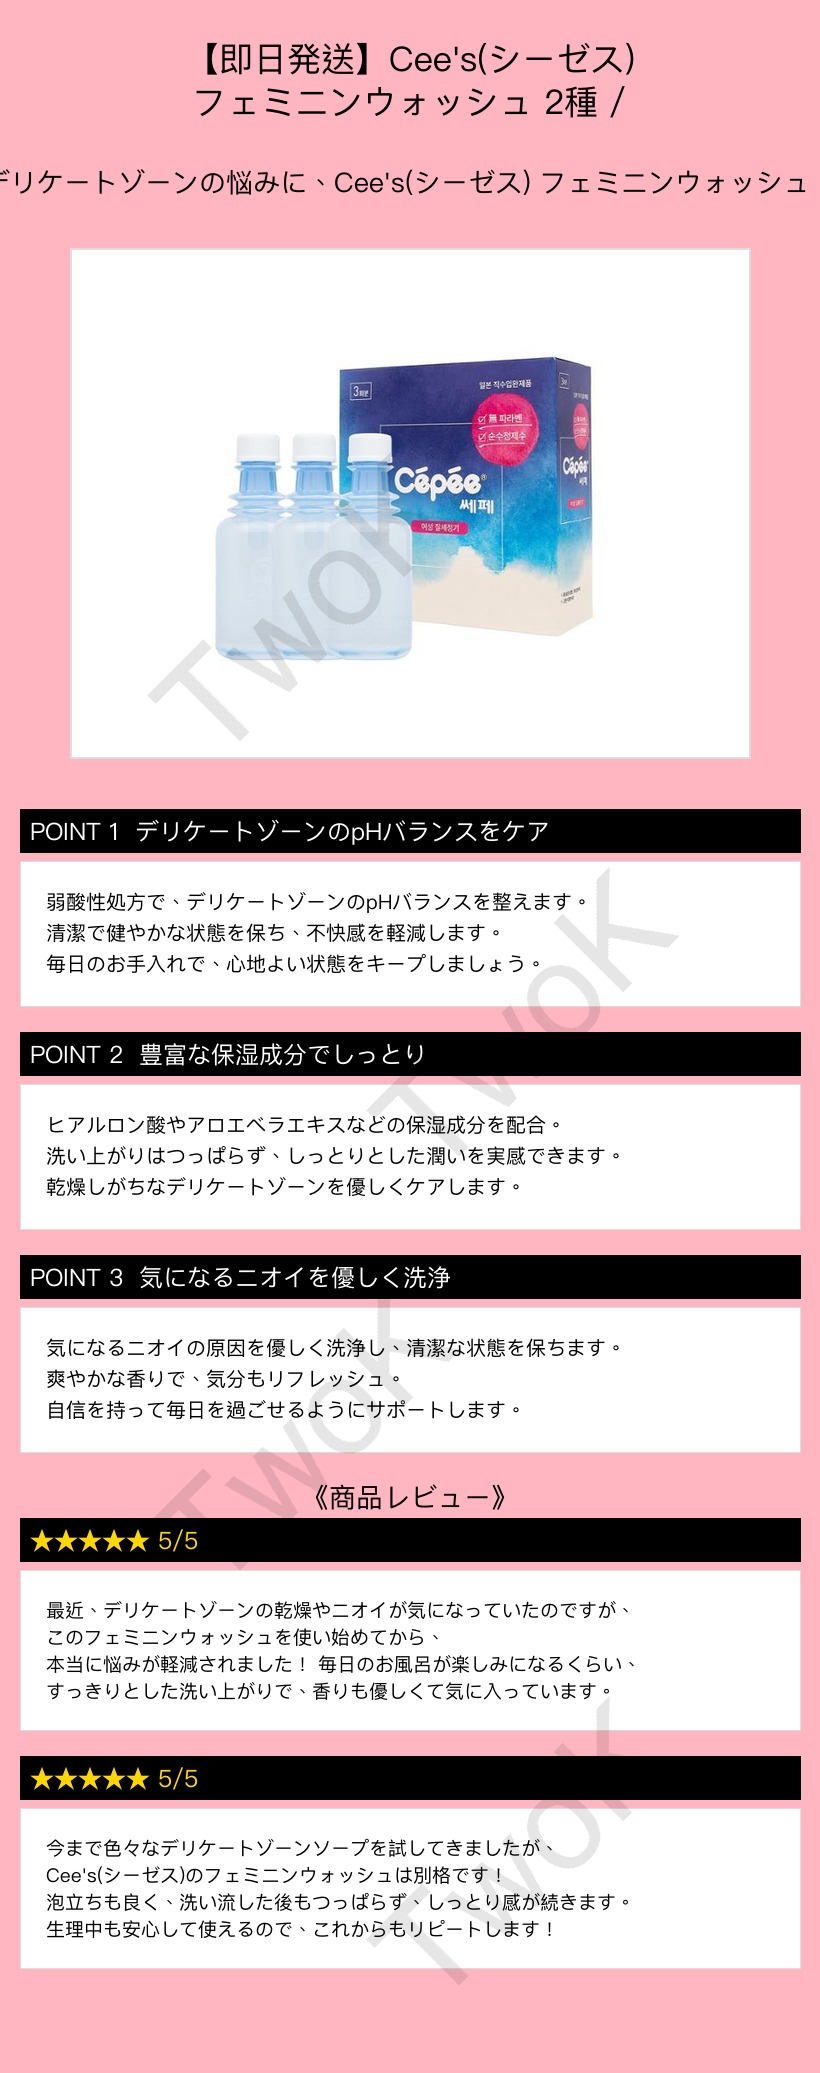 【即日発送】Cee's(シーゼス)
フェミニンウォッシュ 2種 /
デリケートゾーンの悩みに、Cee's(シーゼス) フェミニンウォッシュ
3회분
일본 직수입완제품
無 파라벤
순수정제수
Cépée®
쎄페
여성 질세정기
3회분
Cépée
쎄페
TwoK
POINT 1 デリケートゾーンのpHバランスをケア
弱酸性処方で、デリケートゾーンのpHバランスを整えます。
清潔で健やかな状態を保ち、不快感を軽減します。
毎日のお手入れで、心地よい状態をキープしましょう。
TwoK
POINT 2 豊富な保湿成分でしっとり
ヒアルロン酸やアロエベラエキスなどの保湿成分を配合。
洗い上がりはつっぱらず、しっとりとした潤いを実感できます。
乾燥しがちなデリケートゾーンを優しくケアします。
POINT 3 気になるニオイを優しく洗浄
気になるニオイの原因を優しく洗浄し、清潔な状態を保ちます。
爽やかな香りで、気分もリフレッシュ。
自信を持って毎日を過ごせるようにサポートします。
TwoK
《商品レビュー》
★★★★★ 5/5
最近、デリケートゾーンの乾燥やニオイが気になっていたのですが、
このフェミニンウォッシュを使い始めてから、
本当に悩みが軽減されました！ 毎日のお風呂が楽しみになるくらい、
すっきりとした洗い上がりで、香りも優しくて気に入っています。
★★★★★ 5/5
今まで色々なデリケートゾーンソープを試してきましたが、
Cee's(シーゼス)のフェミニンウォッシュは別格です！
泡立ちも良く、洗い流した後もつっぱらず、しっとり感が続きます。
生理中も安心して使えるので、これからもリピートします！
TwoK